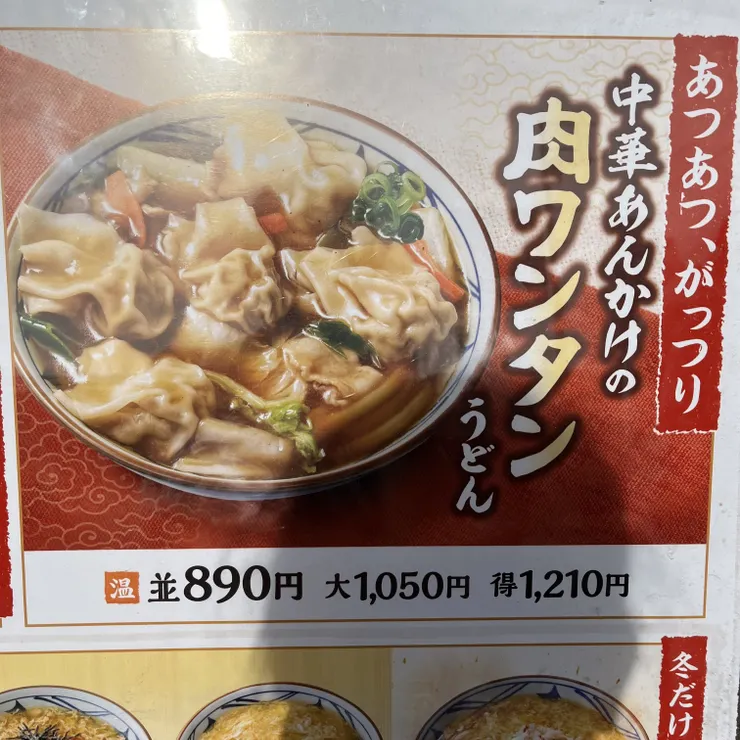 あつあつ、がっつり
中華あんかけの
肉ワンタン
うどん
温 並890円 大1,050円 得1,210円
冬だけ